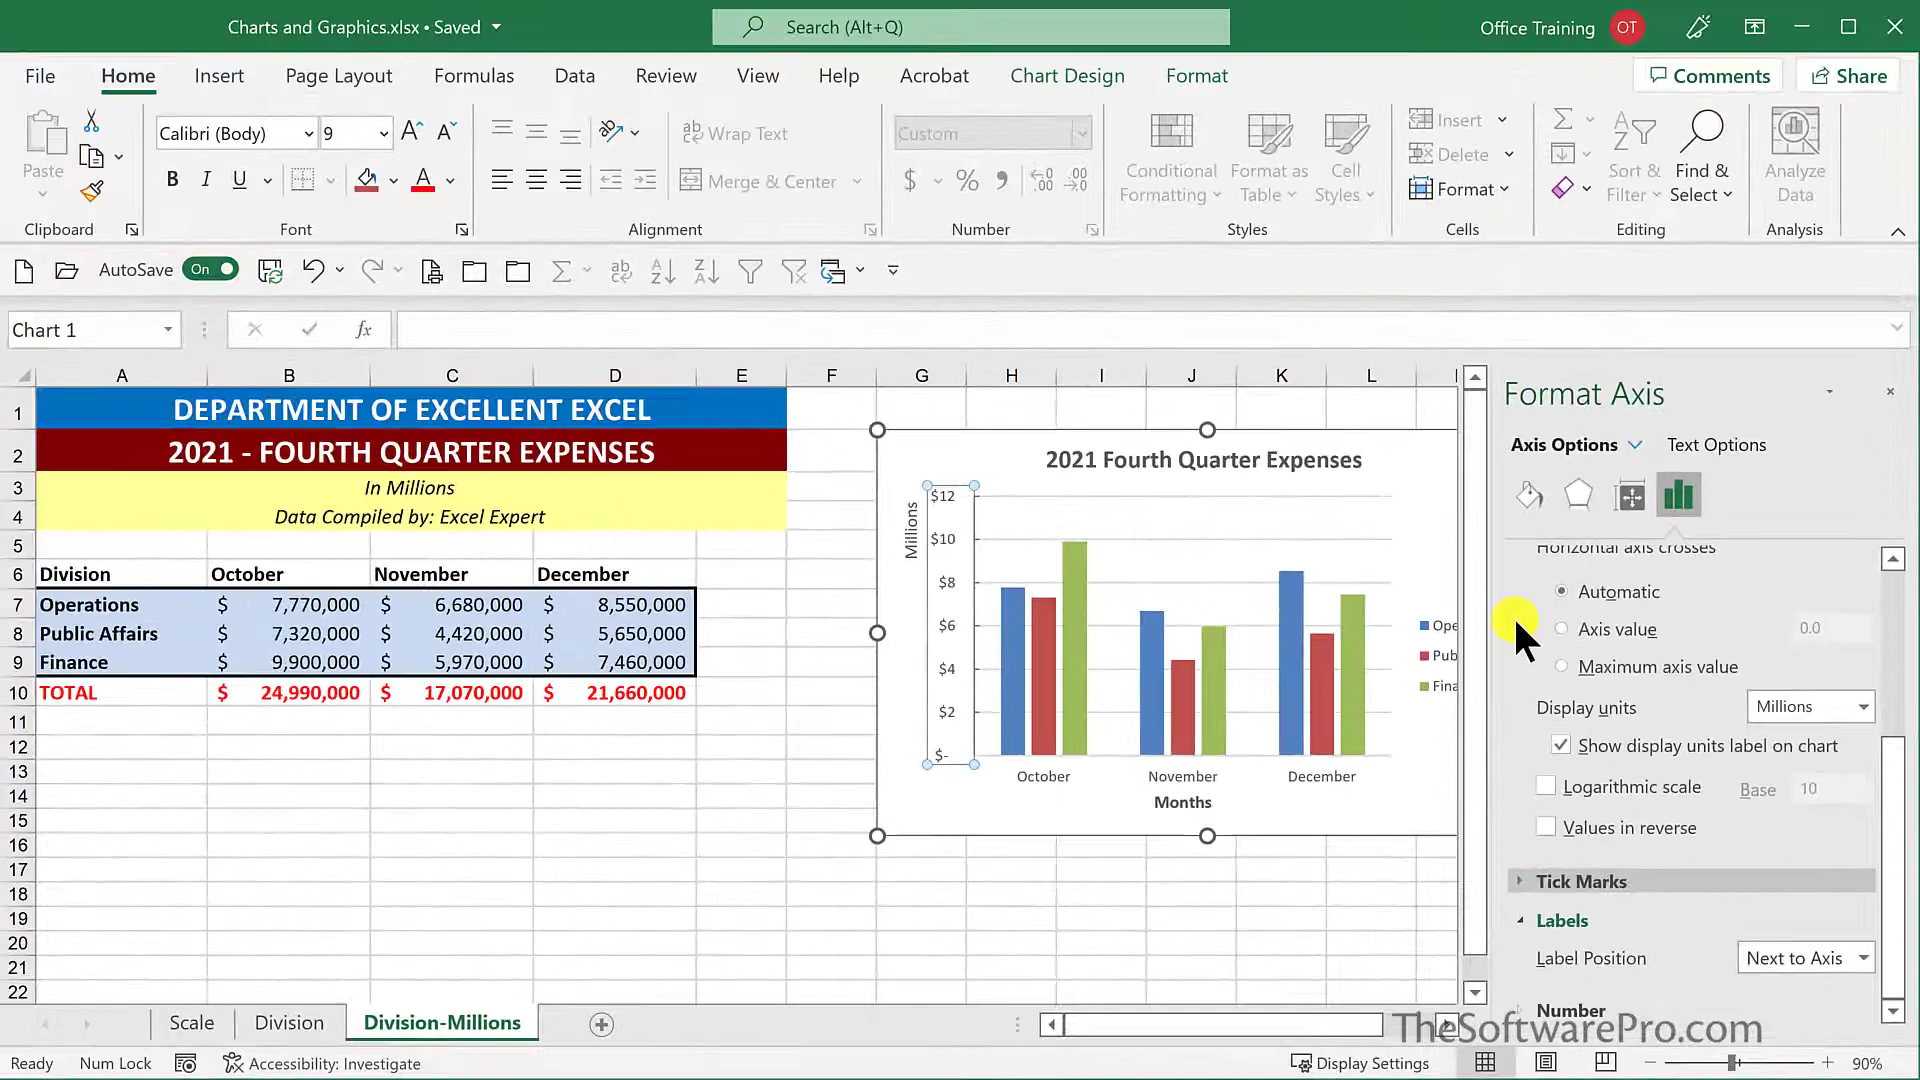 Charts and Graphics.xlsx • Saved
Search (Alt+Q)
Office Training OT
File Home Insert Page Layout Formulas Data Review View Help Acrobat Chart Design Format Comments Share
Calibri (Body) 9 A A ab Wrap Text Custom
Insert
Delete
Format
Paste
B I U A Merge & Center $ % 9 .00 .00
Conditional Formatting
Format as Table
Cell Styles
Sort & Filter
Find & Select
Analyze Data
Clipboard Font Alignment Number Styles Cells Editing Analysis
AutoSave On
Chart 1 fx
A B C D E F G H I J K L
1 DEPARTMENT OF EXCELLENT EXCEL
2 2021 - FOURTH QUARTER EXPENSES
3 In Millions
4 Data Compiled by: Excel Expert
5
6 Division October November December
7 Operations $ 7,770,000 $ 6,680,000 $ 8,550,000
8 Public Affairs $ 7,320,000 $ 4,420,000 $ 5,650,000
9 Finance $ 9,900,000 $ 5,970,000 $ 7,460,000
10 TOTAL $ 24,990,000 $ 17,070,000 $ 21,660,000
11
12
13
14
15
16
17
18
19
20
21
22
2021 Fourth Quarter Expenses
Millions
$12
$10
$8
$6
$4
$2
$-
October November December
Months
Ope
Pub
Fina
Format Axis
Axis Options Text Options
Horizontal axis crosses
Automatic
Axis value 0.0
Maximum axis value
Display units Millions
Show display units label on chart
Logarithmic scale Base 10
Values in reverse
Tick Marks
Labels
Label Position Next to Axis
Number
TheSoftwarePro.com
Scale Division Division-Millions
Ready Num Lock Accessibility: Investigate Display Settings 90%